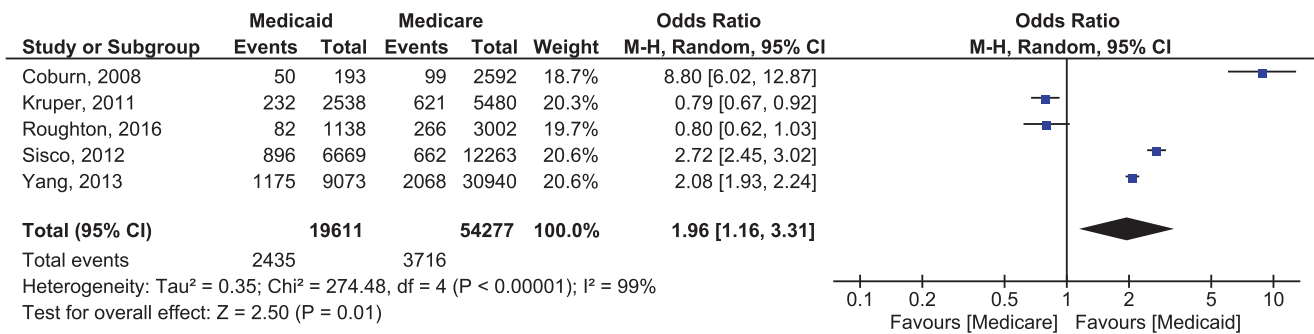 Medicaid Medicare Odds Ratio Odds Ratio
Study or Subgroup Events Total Events Total Weight M-H, Random, 95% CI M-H, Random, 95% CI
Coburn, 2008 50 193 99 2592 18.7% 8.80 [6.02, 12.87]
Kruper, 2011 232 2538 621 5480 20.3% 0.79 [0.67, 0.92]
Roughton, 2016 82 1138 266 3002 19.7% 0.80 [0.62, 1.03]
Sisco, 2012 896 6669 662 12263 20.6% 2.72 [2.45, 3.02]
Yang, 2013 1175 9073 2068 30940 20.6% 2.08 [1.93, 2.24]
Total (95% CI) 19611 54277 100.0% 1.96 [1.16, 3.31]
Total events 2435 3716
Heterogeneity: Tau² = 0.35; Chi² = 274.48, df = 4 (P < 0.00001); I² = 99%
Test for overall effect: Z = 2.50 (P = 0.01)
0.1 0.2 0.5 1 2 5 10
Favours [Medicare] Favours [Medicaid]